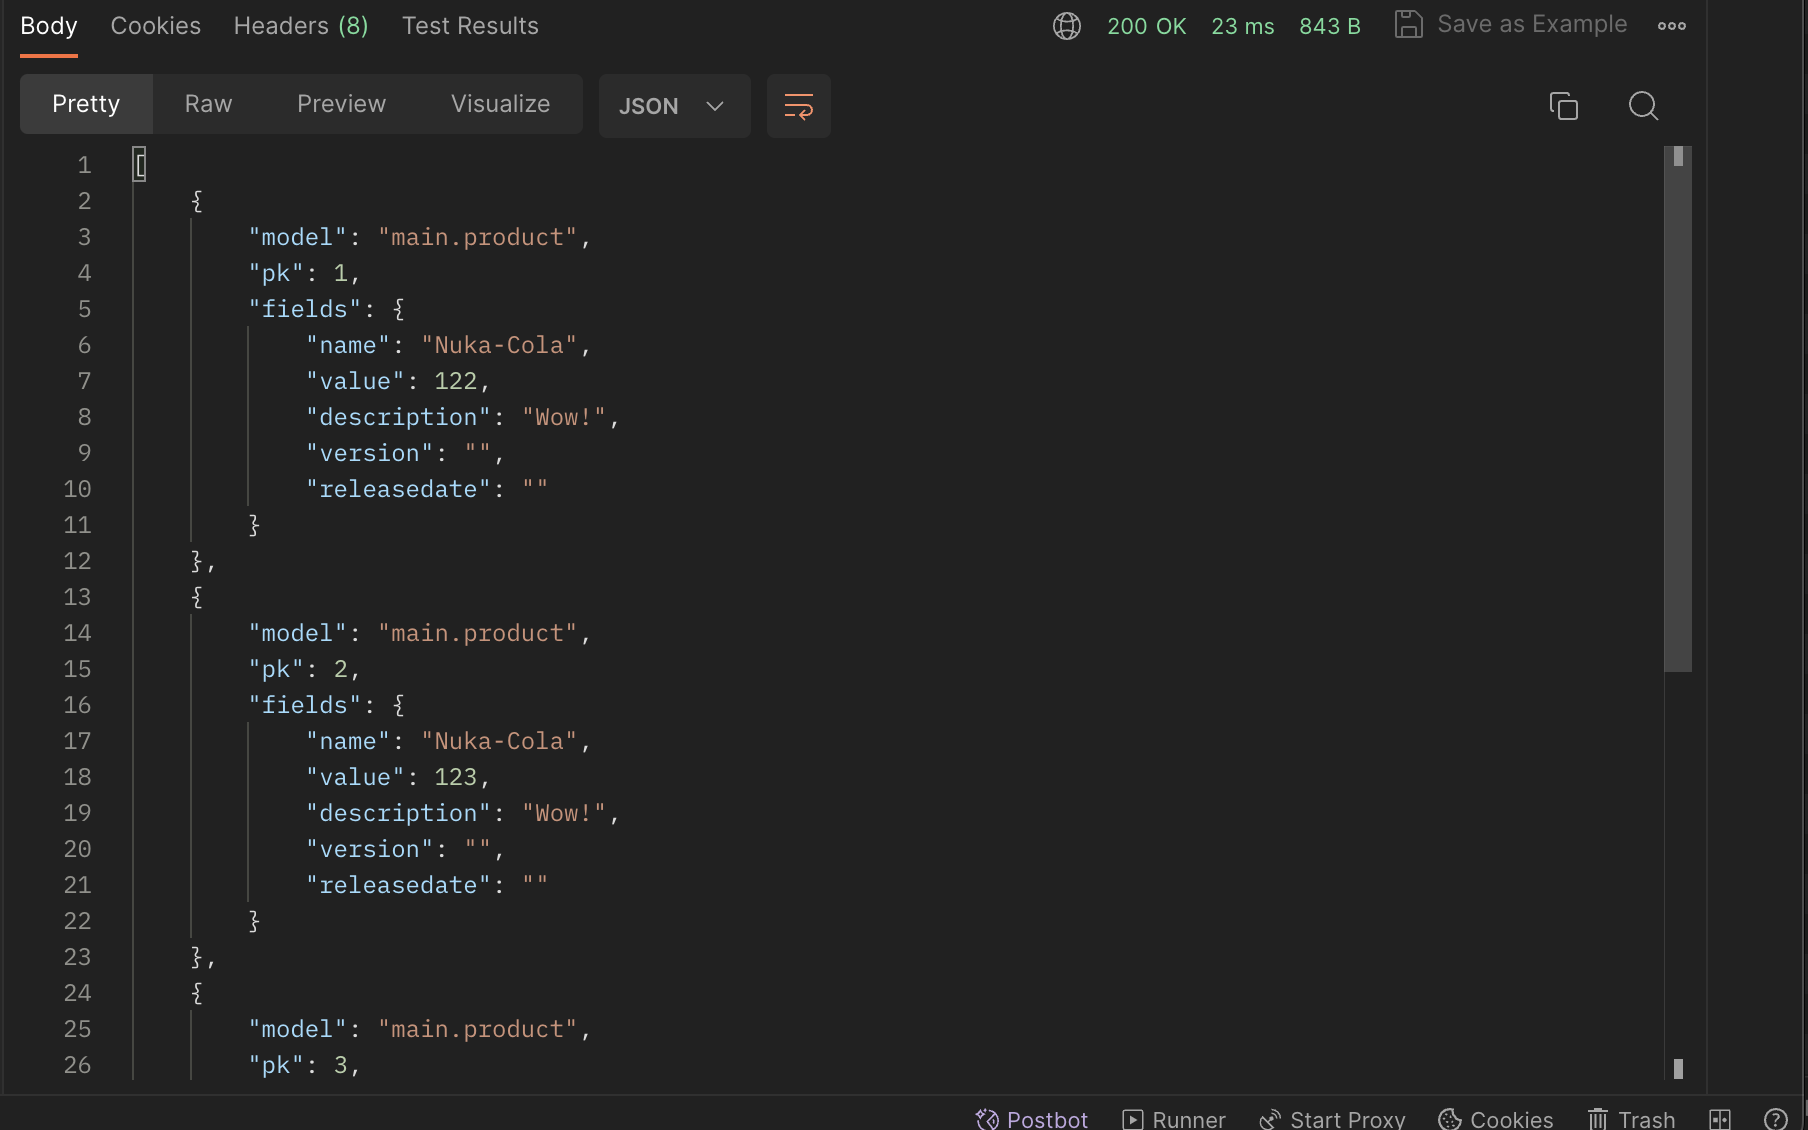 Body Cookies Headers (8) Test Results 200 OK 23 ms 843 B Save as Example
Pretty Raw Preview Visualize JSON
1 [
2 {
3 "model": "main.product",
4 "pk": 1,
5 "fields": {
6 "name": "Nuka-Cola",
7 "value": 122,
8 "description": "Wow!",
9 "version": "",
10 "releasedate": ""
11 }
12 },
13 {
14 "model": "main.product",
15 "pk": 2,
16 "fields": {
17 "name": "Nuka-Cola",
18 "value": 123,
19 "description": "Wow!",
20 "version": "",
21 "releasedate": ""
22 }
23 },
24 {
25 "model": "main.product",
26 "pk": 3,
Postbot Runner Start Proxy Cookies Trash